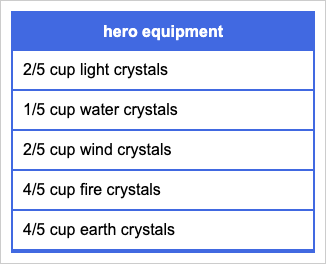 hero equipment
2/5 cup light crystals
1/5 cup water crystals
2/5 cup wind crystals
4/5 cup fire crystals
4/5 cup earth crystals